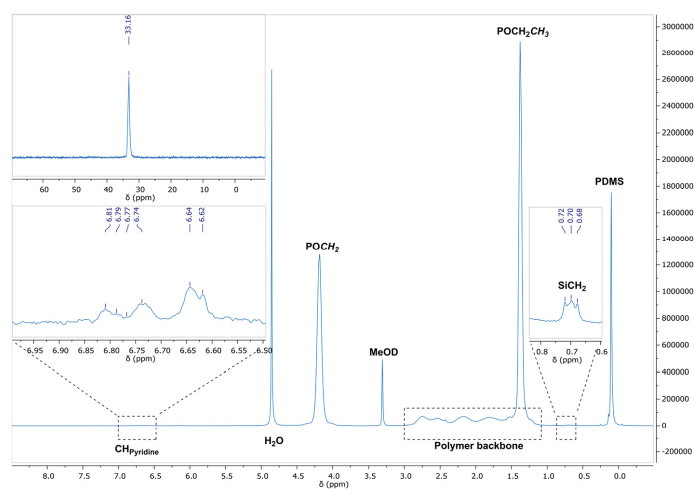 33.16
60 50 40 30 20 10 0
δ (ppm)
6.81 6.79 6.77 6.74 6.64 6.62
6.95 6.90 6.85 6.80 6.75 6.70 6.65 6.60 6.55 6.50
δ (ppm)
CHPyridine
H2O
POCH2
MeOD
Polymer backbone
POCH2CH3
0.72 0.70 0.68
SiCH2
0.8 0.7 0.6
δ (ppm)
PDMS
3000000
2800000
2600000
2400000
2200000
2000000
1800000
1600000
1400000
1200000
1000000
800000
600000
400000
200000
0
-200000
8.0 7.5 7.0 6.5 6.0 5.5 5.0 4.5 4.0 3.5 3.0 2.5 2.0 1.5 1.0 0.5 0.0
δ (ppm)